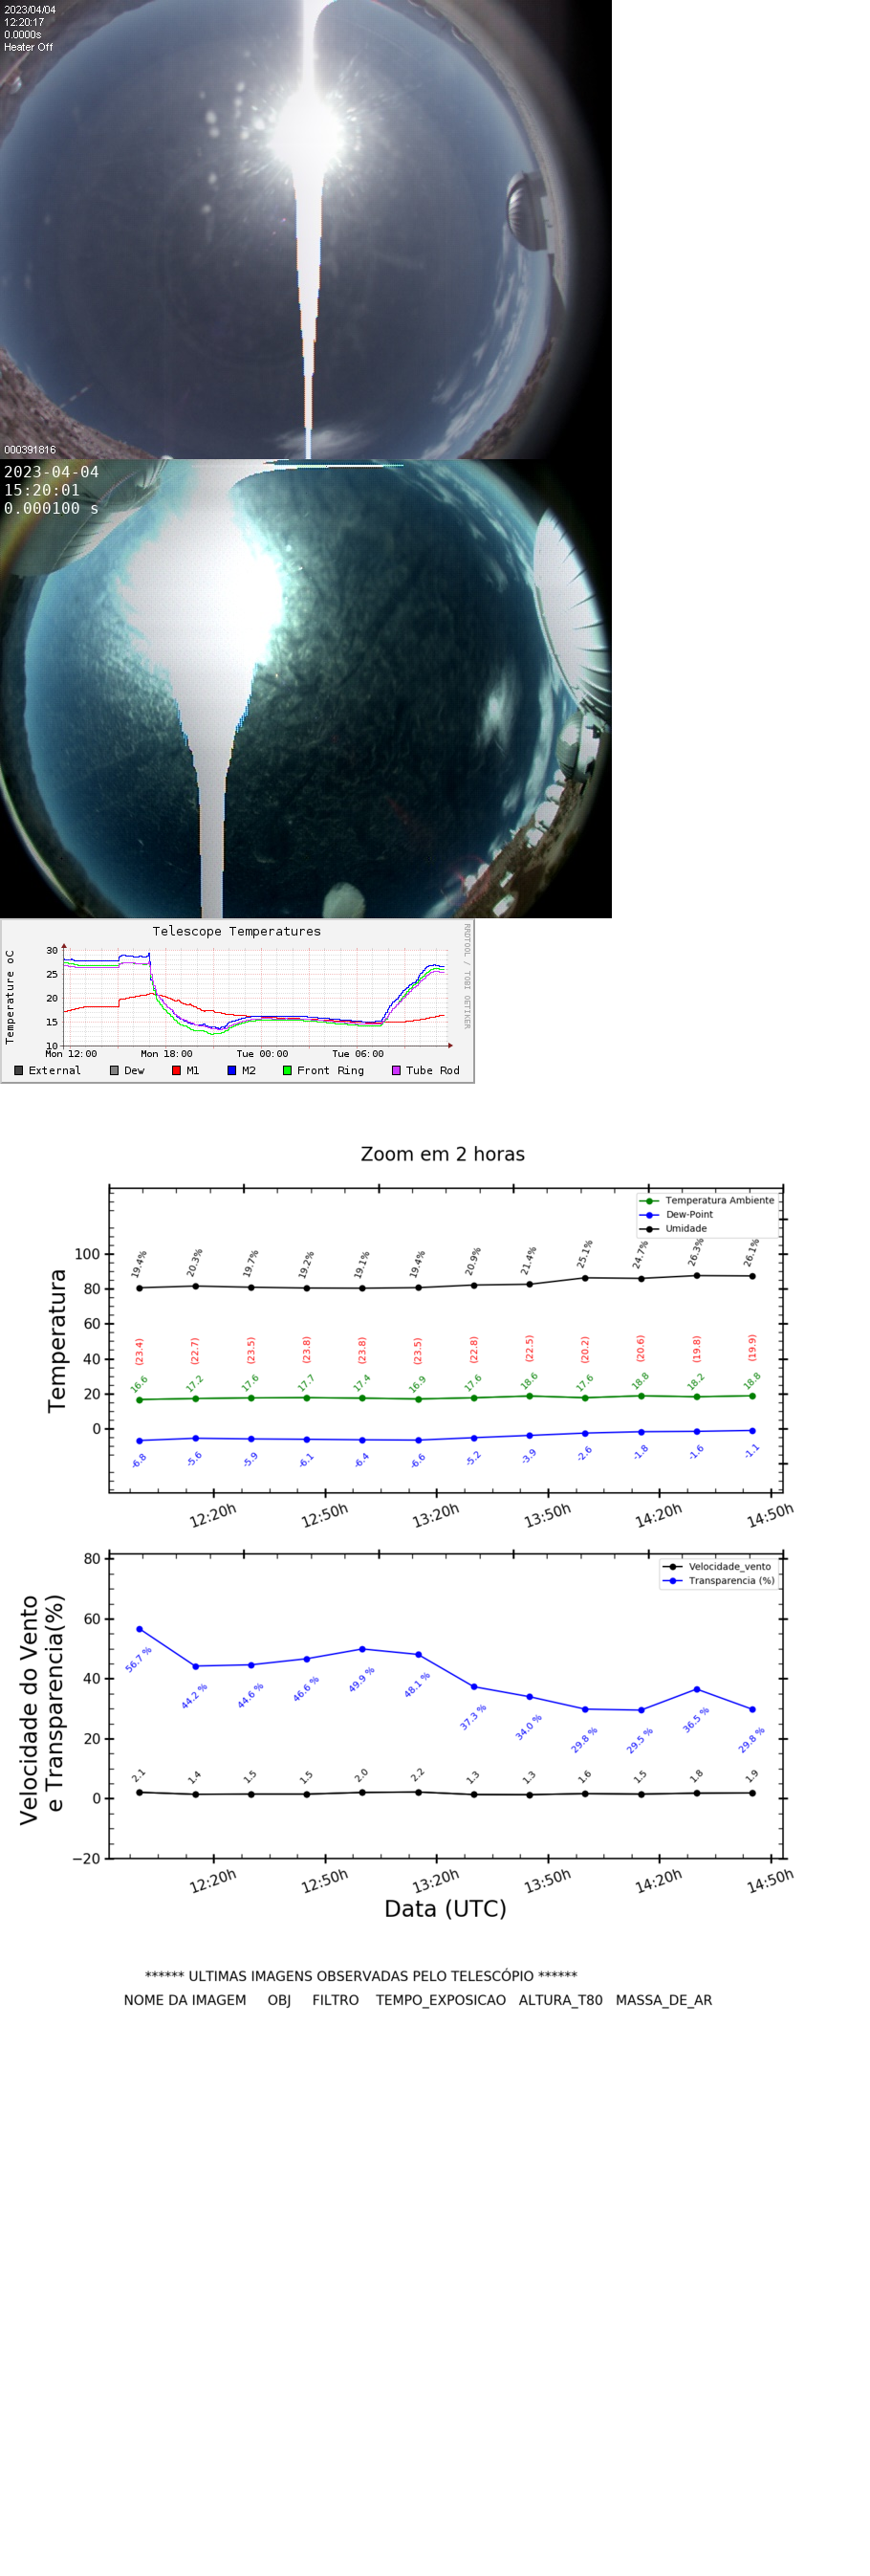 2023/04/04
12:20:17
0.0000s
Heater Off
000391816
2023-04-04
15:20:01
0.000100 s
Telescope Temperatures
RRDTOOL / TOBI OETIKER
Temperature oC
30
25
20
15
10
Mon 12:00 Mon 18:00 Tue 00:00 Tue 06:00
External Dew M1 M2 Front Ring Tube Rod
Zoom em 2 horas
Temperatura Ambiente
Dew-Point
Umidade
Temperatura
100
80
60
40
20
0
19.4% 20.3% 19.7% 19.2% 19.1% 19.4% 20.9% 21.4% 25.1% 24.7% 26.3% 26.1%
(23.4) (22.7) (23.5) (23.8) (23.8) (23.5) (22.8) (22.5) (20.2) (20.6) (19.8) (19.9)
16.6 17.2 17.6 17.7 17.4 16.9 17.6 18.6 17.6 18.8 18.2 18.8
-6.8 -5.6 -5.9 -6.1 -6.4 -6.6 -5.2 -3.9 -2.6 -1.8 -1.6 -1.1
12:20h 12:50h 13:20h 13:50h 14:20h 14:50h
Velocidade_vento
Transparencia (%)
Velocidade do Vento
e Transparencia(%)
80
60
40
20
0
−20
56.7 % 44.2 % 44.6 % 46.6 % 49.9 % 48.1 % 37.3 % 34.0 % 29.8 % 29.5 % 36.5 % 29.8 %
2.1 1.4 1.5 1.5 2.0 2.2 1.3 1.3 1.6 1.5 1.8 1.9
12:20h 12:50h 13:20h 13:50h 14:20h 14:50h
Data (UTC)
****** ULTIMAS IMAGENS OBSERVADAS PELO TELESCÓPIO ******
NOME DA IMAGEM OBJ FILTRO TEMPO_EXPOSICAO ALTURA_T80 MASSA_DE_AR